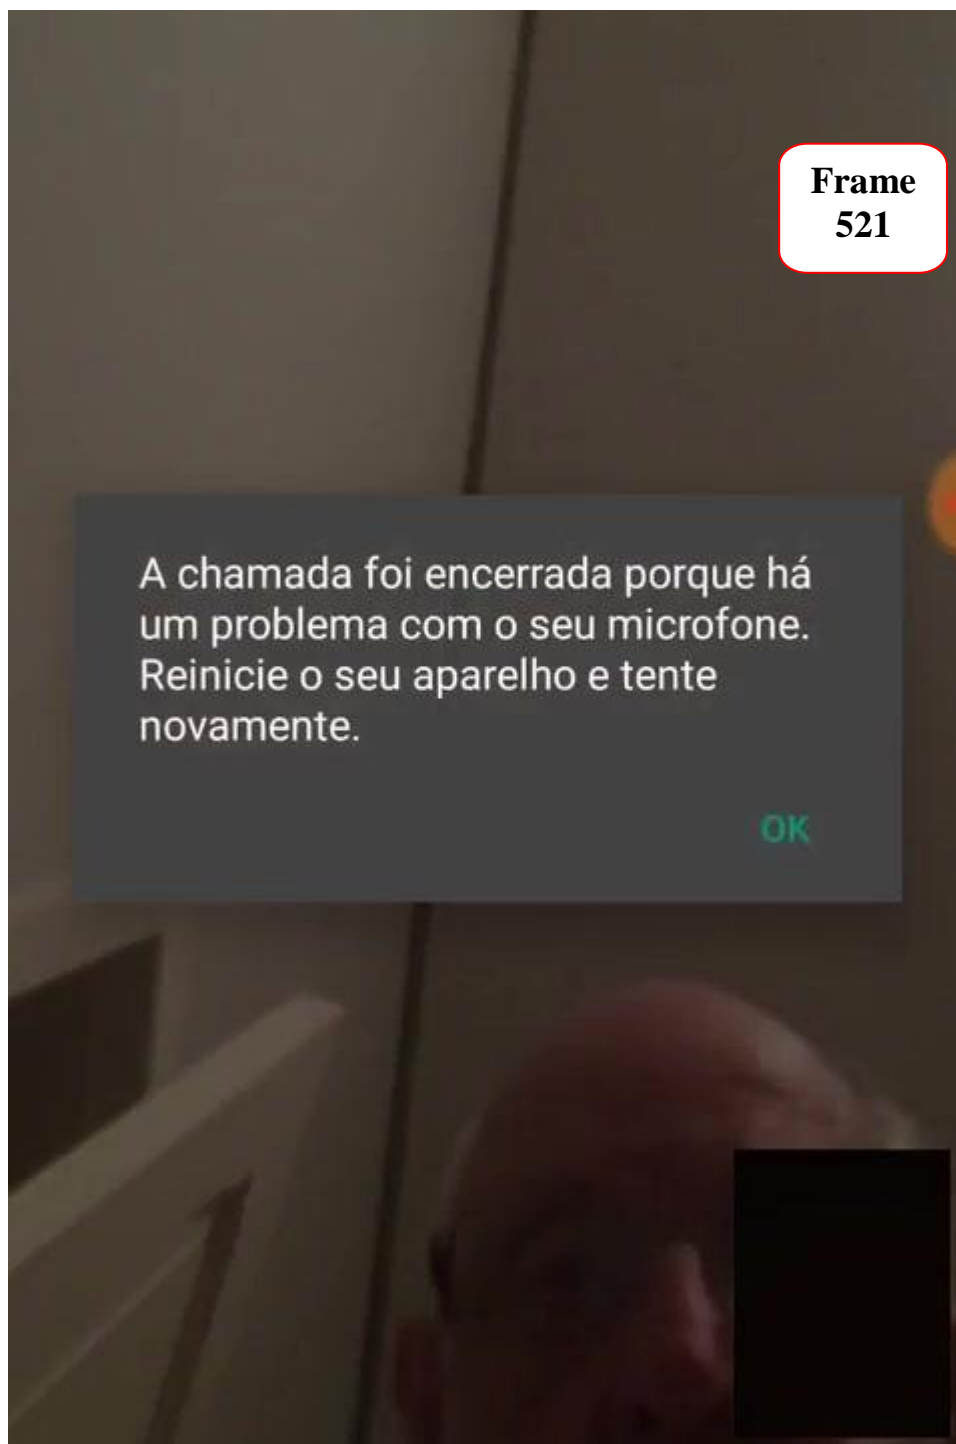 Frame
521
A chamada foi encerrada porque há
um problema com o seu microfone.
Reinicie o seu aparelho e tente
novamente.
OK